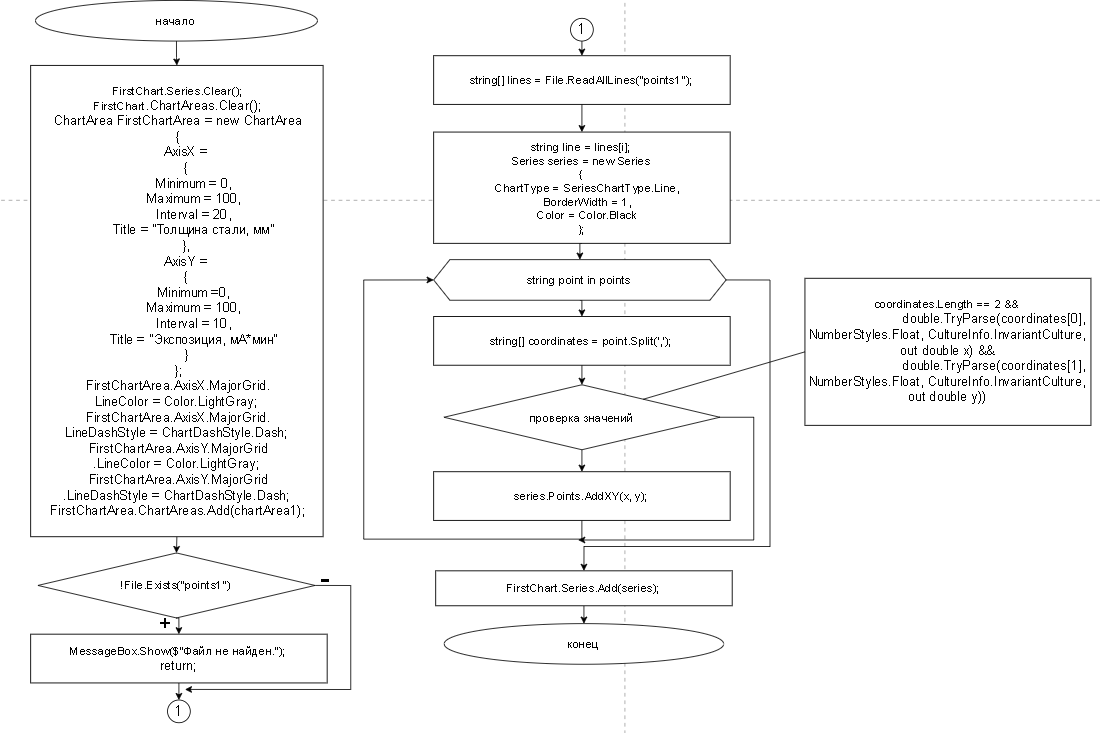 начало
FirstChart.Series.Clear();
FirstChart.ChartAreas.Clear();
ChartArea FirstChartArea = new ChartArea
{
AxisX =
{
Minimum = 0,
Maximum = 100,
Interval = 20,
Title = "Толщина стали, мм"
},
AxisY =
{
Minimum =0,
Maximum = 100,
Interval = 10,
Title = "Экспозиция, мА*мин"
}
};
FirstChartArea.AxisX.MajorGrid.
LineColor = Color.LightGray;
FirstChartArea.AxisX.MajorGrid.
LineDashStyle = ChartDashStyle.Dash;
FirstChartArea.AxisY.MajorGrid
.LineColor = Color.LightGray;
FirstChartArea.AxisY.MajorGrid
.LineDashStyle = ChartDashStyle.Dash;
FirstChartArea.ChartAreas.Add(chartArea1);
!File.Exists("points1")
–
+
MessageBox.Show($"Файл не найден.");
return;
1
1
string[] lines = File.ReadAllLines("points1");
string line = lines[i];
Series series = new Series
{
ChartType = SeriesChartType.Line,
BorderWidth = 1,
Color = Color.Black
};
string point in points
string[] coordinates = point.Split(',');
проверка значений
coordinates.Length == 2 &&
double.TryParse(coordinates[0],
NumberStyles.Float, CultureInfo.InvariantCulture,
out double x) &&
double.TryParse(coordinates[1],
NumberStyles.Float, CultureInfo.InvariantCulture,
out double y))
series.Points.AddXY(x, y);
FirstChart.Series.Add(series);
конец